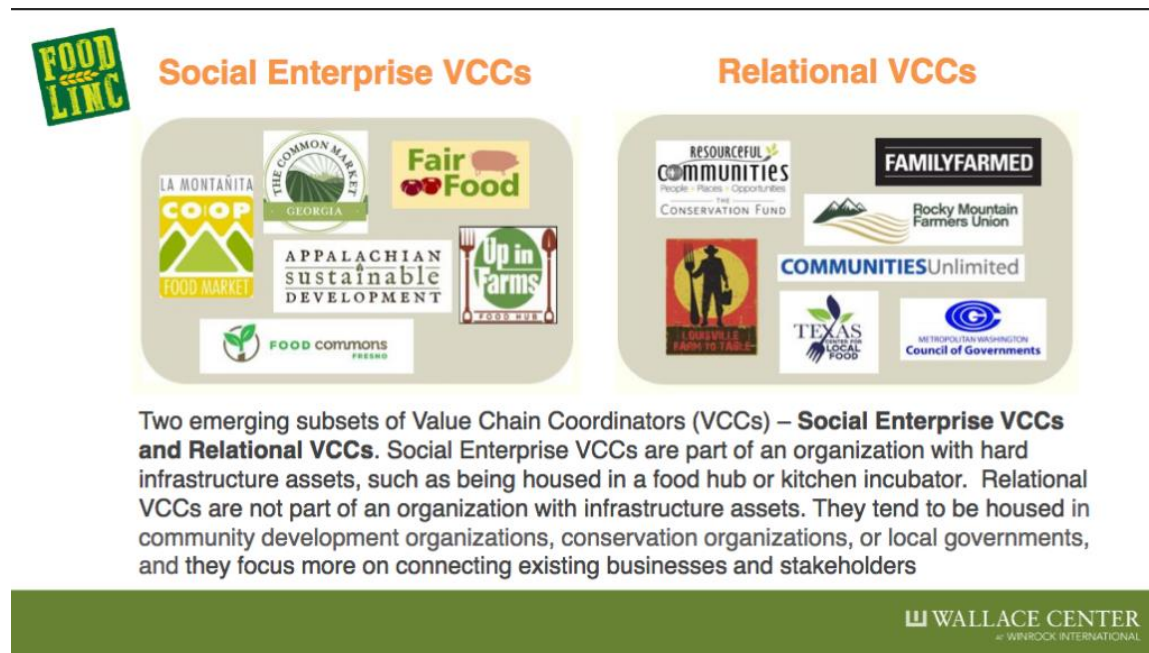 FOOD
LINC
Social Enterprise VCCs
Relational VCCs
LA MONTAÑITA
CO-OP
FOOD MARKET
THE COMMON MARKET
GEORGIA
Fair
Food
APPALACHIAN
sustainable
DEVELOPMENT
Up in
Farms
FOOD HUB
FOOD commons
FRESNO
RESOURCEFUL
COMMUNITIES
People • Places • Opportunities
THE
CONSERVATION FUND
FAMILYFARMED
Rocky Mountain
Farmers Union
LOUISVILLE
FARM TO TABLE
COMMUNITIESUnlimited
TEXAS
CENTER FOR
LOCAL
FOOD
METROPOLITAN WASHINGTON
Council of Governments
Two emerging subsets of Value Chain Coordinators (VCCs) – Social Enterprise VCCs
and Relational VCCs. Social Enterprise VCCs are part of an organization with hard
infrastructure assets, such as being housed in a food hub or kitchen incubator.  Relational
VCCs are not part of an organization with infrastructure assets. They tend to be housed in
community development organizations, conservation organizations, or local governments,
and they focus more on connecting existing businesses and stakeholders
WALLACE CENTER
AT WINROCK INTERNATIONAL